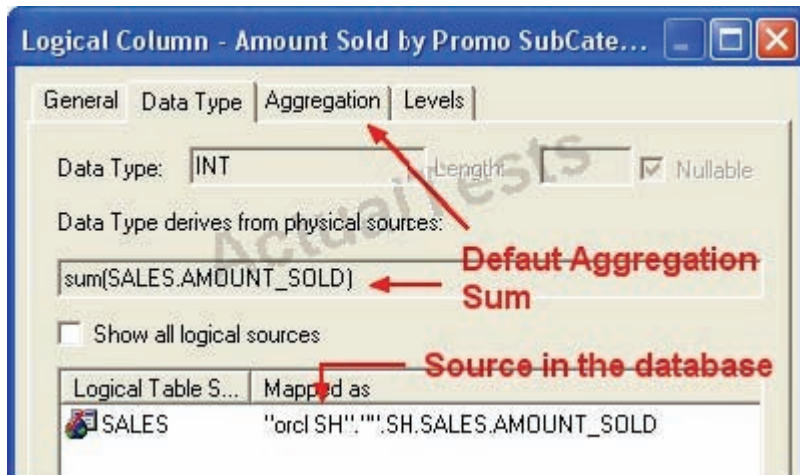 Logical Column - Amount Sold by Promo SubCate...
General Data Type Aggregation Levels
Data Type: INT Length: Nullable
Data Type derives from physical sources:
ActualTests
sum(SALES.AMOUNT_SOLD)
Defaut Aggregation
Sum
Show all logical sources
Source in the database
Logical Table S... Mapped as
SALES "orcl SH"."".SH.SALES.AMOUNT_SOLD